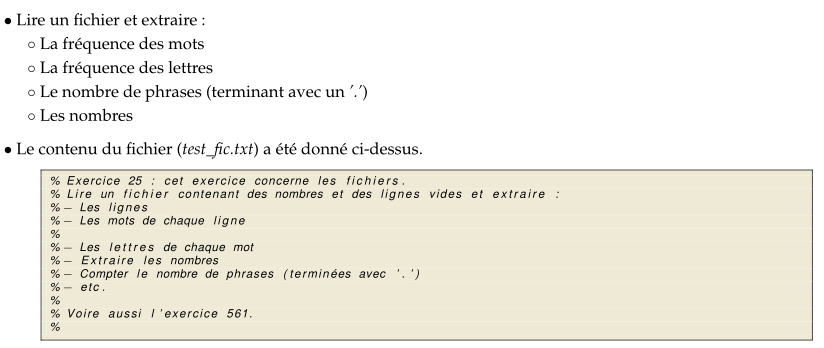 • Lire un fichier et extraire :
◦ La fréquence des mots
◦ La fréquence des lettres
◦ Le nombre de phrases (terminant avec un '.')
◦ Les nombres
• Le contenu du fichier (test_fic.txt) a été donné ci-dessus.
% Exercice 25 : cet exercice concerne les fichiers.
% Lire un fichier contenant des nombres et des lignes vides et extraire :
%− Les lignes
%− Les mots de chaque ligne
%
%− Les lettres de chaque mot
%− Extraire les nombres
%− Compter le nombre de phrases (terminées avec '.')
%− etc.
%
% Voire aussi l'exercice 561.
%